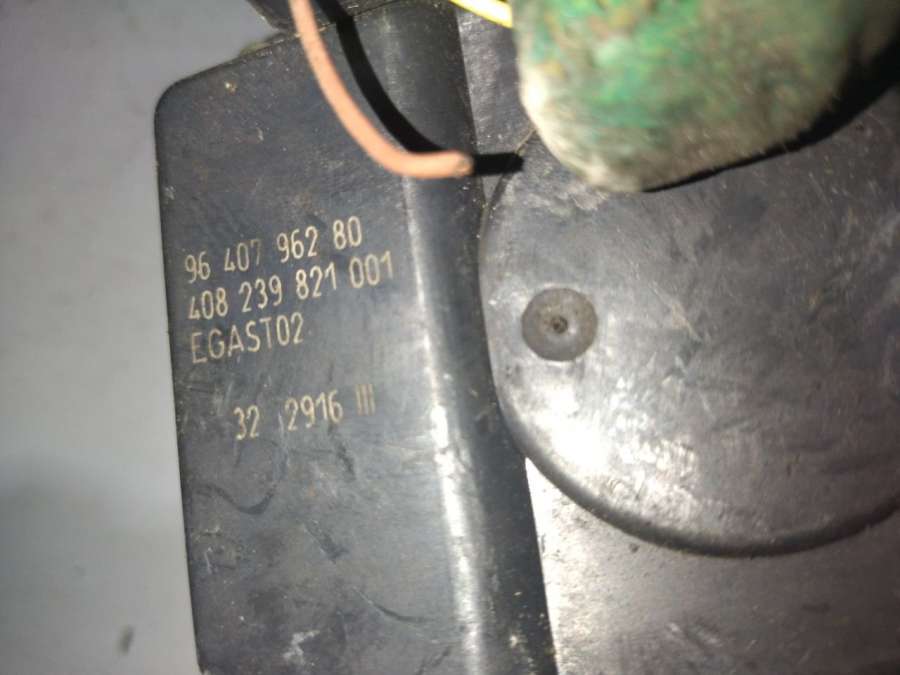 96 407 962 80
408 239 821 001
EGAST02
32 2916 III